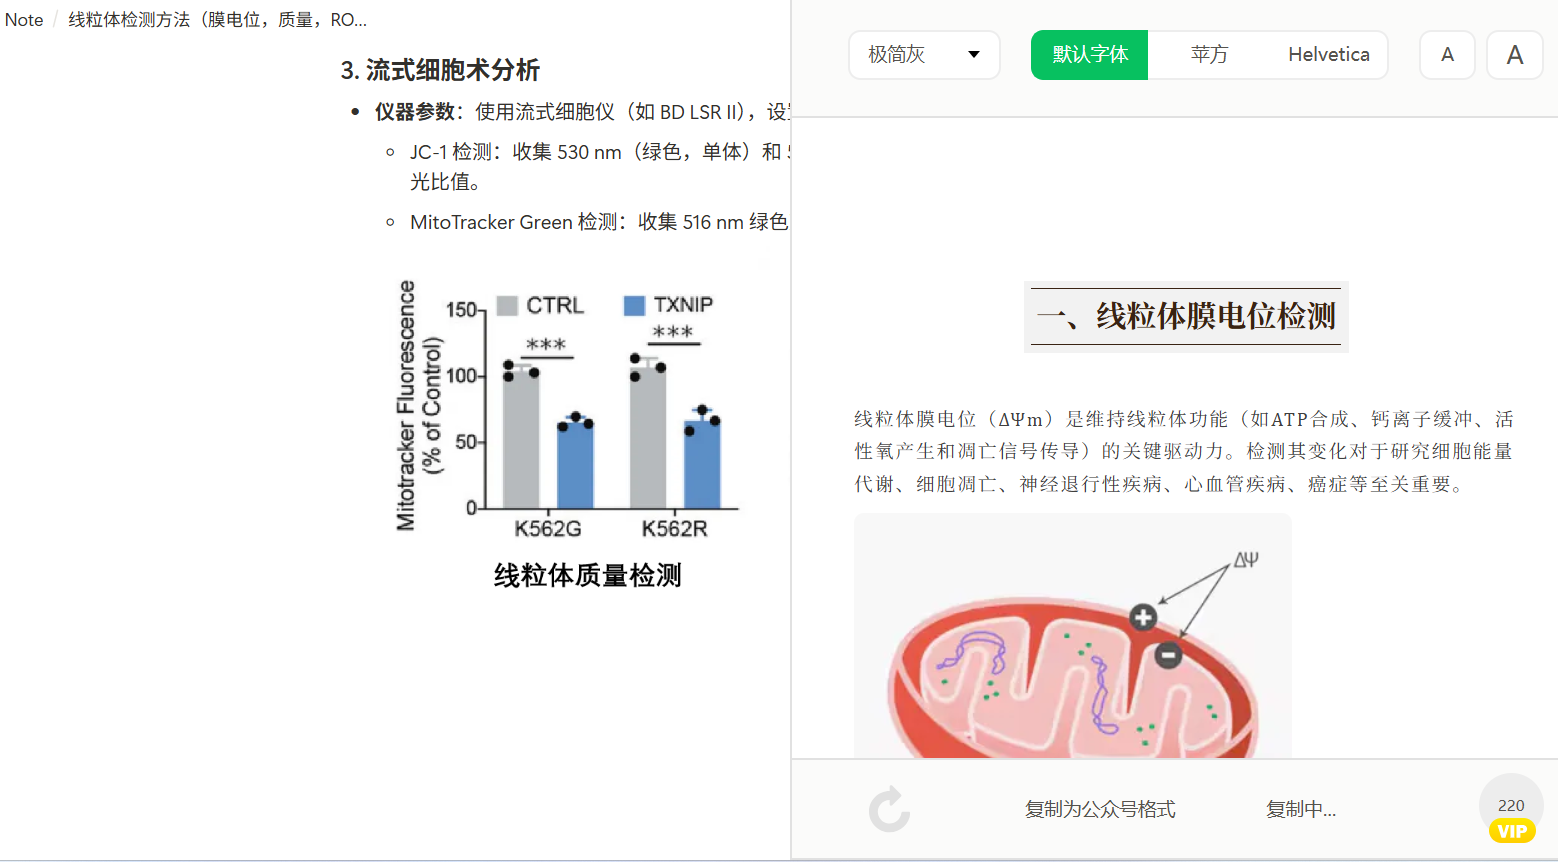 Note / 线粒体检测方法（膜电位，质量，RO...
3. 流式细胞术分析
仪器参数：使用流式细胞仪（如 BD LSR II），设
JC-1 检测：收集 530 nm（绿色，单体）和
光比值。
MitoTracker Green 检测：收集 516 nm 绿色
Mitotracker Fluorescence
(% of Control)
150
100
50
0
CTRL
TXNIP
***
***
K562G
K562R
线粒体质量检测
极简灰
默认字体
苹方
Helvetica
A
A
一、线粒体膜电位检测
线粒体膜电位（ΔΨm）是维持线粒体功能（如ATP合成、钙离子缓冲、活
性氧产生和凋亡信号传导）的关键驱动力。检测其变化对于研究细胞能量
代谢、细胞凋亡、神经退行性疾病、心血管疾病、癌症等至关重要。
ΔΨ
+
−
复制为公众号格式
复制中...
220
VIP